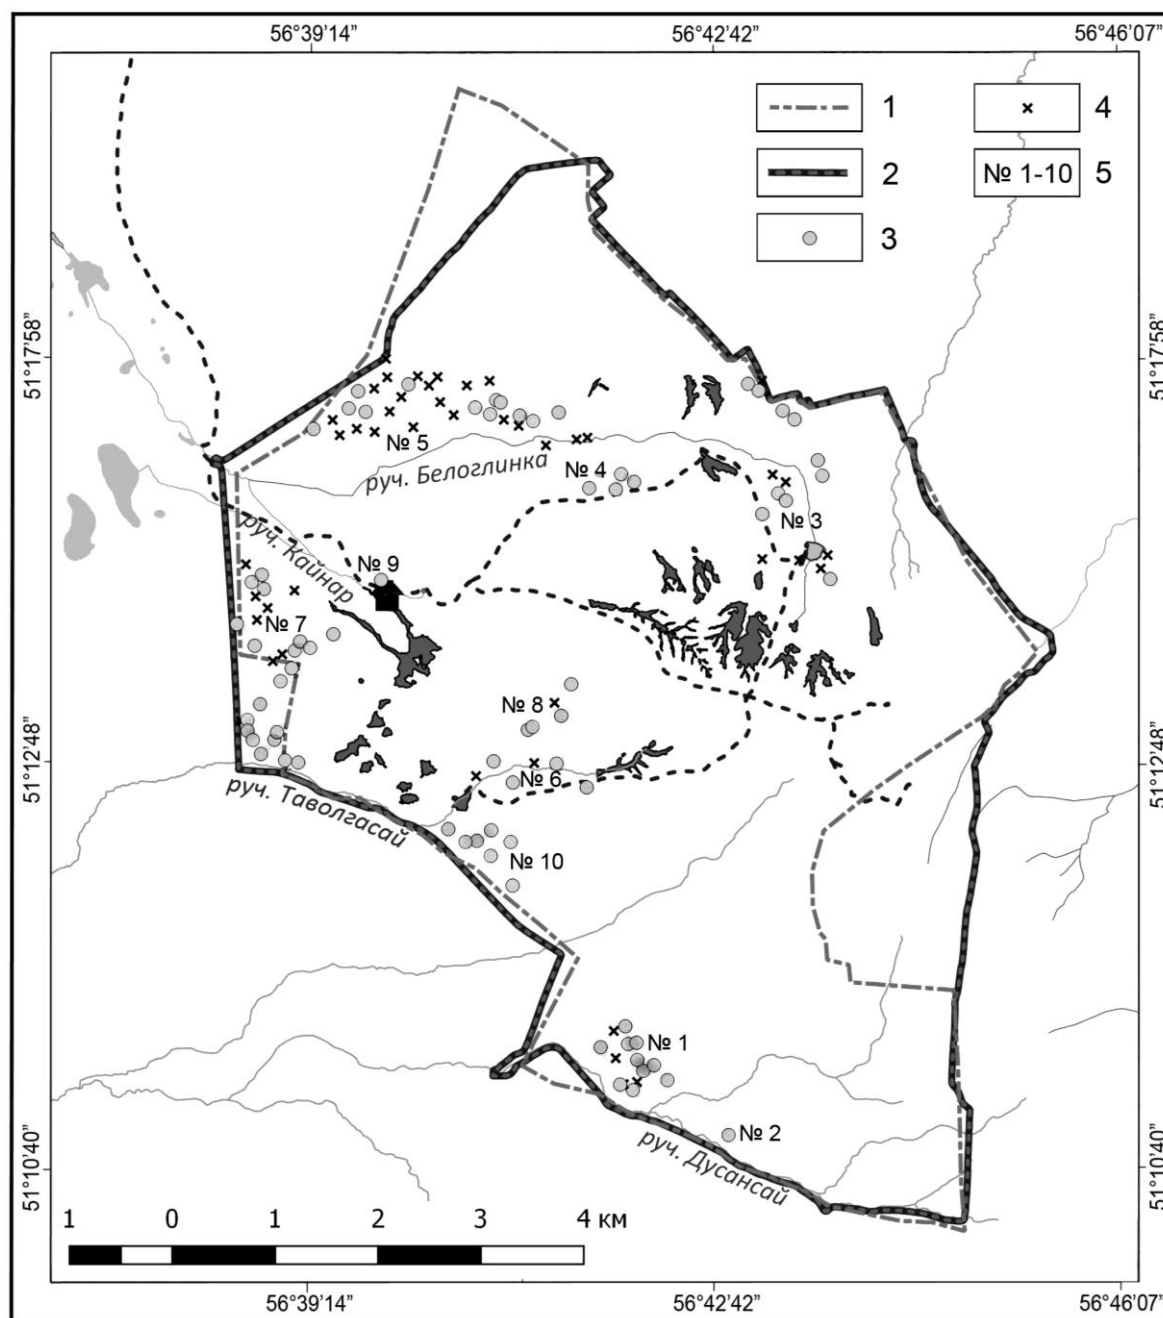 56°39'14” 56°42'42” 56°46'07”
1 4
2 № 1-10 5
3
51°17'58” 51°17'58”
№ 5
руч. Белоглинка
№ 4
№ 3
руч. Кайнар
№ 9
№ 7
№ 8
51°12'48” 51°12'48”
№ 6
руч. Таволгасай
№ 10
№ 1
№ 2
руч. Дусансай
51°10'40” 51°10'40”
1 0 1 2 3 4 км
56°39'14” 56°42'42” 56°46'07”